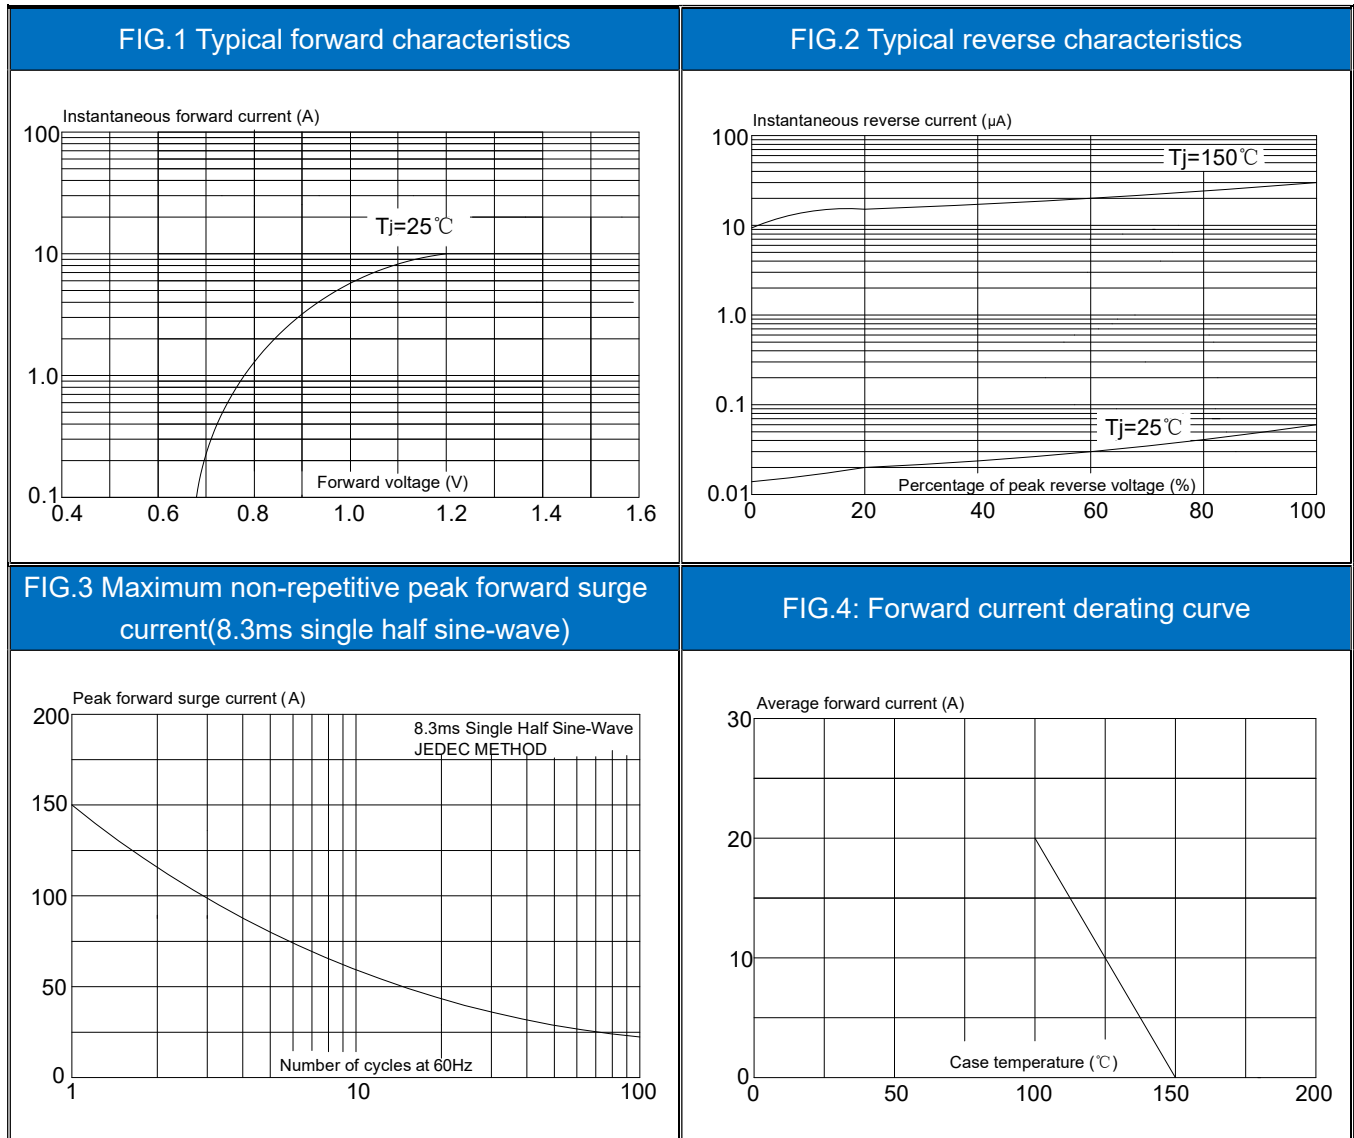 FIG.1 Typical forward characteristics
Instantaneous forward current (A)
100
10
1.0
0.1
Tj=25℃
Forward voltage (V)
0.4 0.6 0.8 1.0 1.2 1.4 1.6
FIG.2 Typical reverse characteristics
Instantaneous reverse current (μA)
100
10
1.0
0.1
0.01
Tj=150℃
Tj=25℃
Percentage of peak reverse voltage (%)
0 20 40 60 80 100
FIG.3 Maximum non-repetitive peak forward surge
current(8.3ms single half sine-wave)
Peak forward surge current (A)
200
150
100
50
0
8.3ms Single Half Sine-Wave
JEDEC METHOD
Number of cycles at 60Hz
1 10 100
FIG.4: Forward current derating curve
Average forward current (A)
30
20
10
0
Case temperature (℃)
0 50 100 150 200